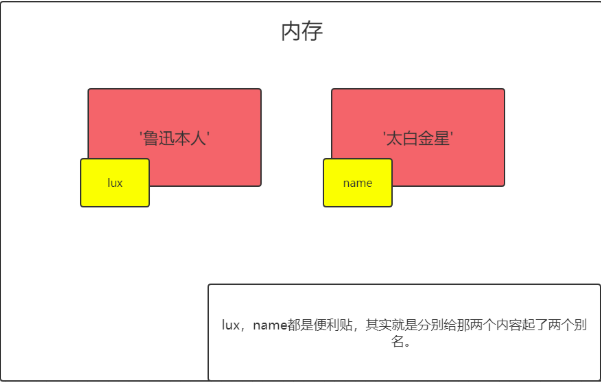 内存
'鲁迅本人'
'太白金星'
lux
name
lux，name都是便利贴，其实就是分别给那两个内容起了两个别
名。